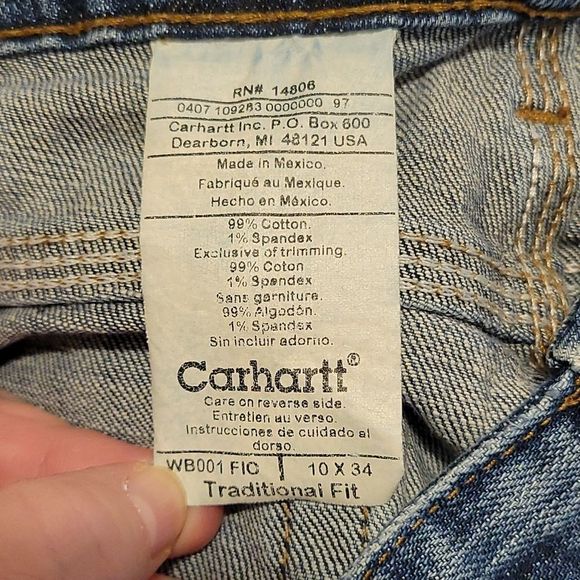 RN# 14806
0407 109283 0000000 97
Carhartt Inc. P.O. Box 600
Dearborn, MI 48121 USA
Made in Mexico.
Fabriqué au Mexique.
Hecho en México.
99% Cotton.
1% Spandex
Exclusive of trimming.
99% Coton
1% Spandex
Sans garniture.
99% Algodón.
1% Spandex
Sin incluir adorno.
Carhartt®
Care on reverse side.
Entretien au verso.
Instrucciones de cuidado al
dorso.
WB001 FIC 10 X 34
Traditional Fit